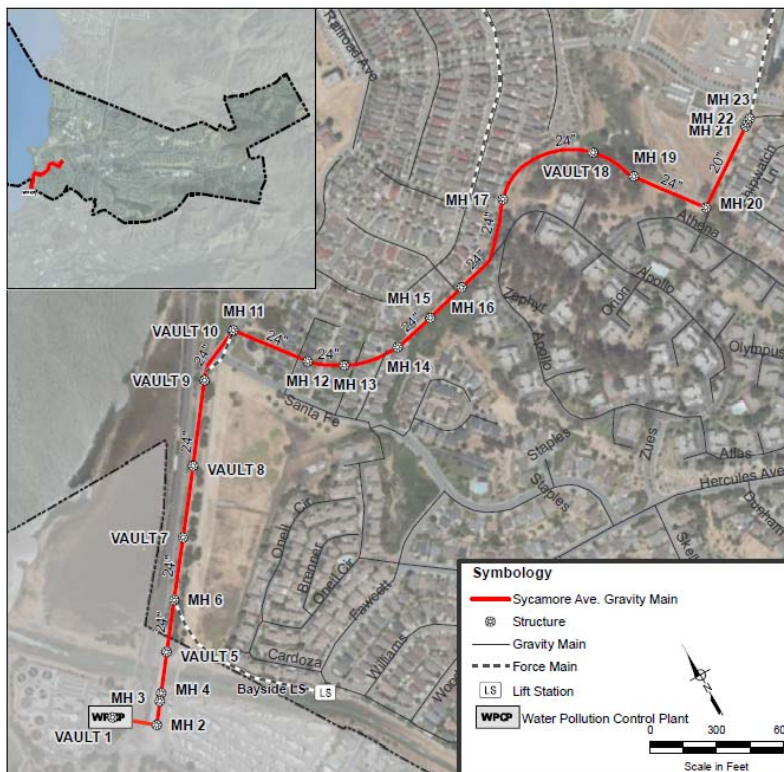 Railroad Ave
MH 23
MH 22
MH 21
24"
VAULT 18
MH 19
24"
20"
MH 17
MH 20
Athena
24"
Apollo
24"
Zephyr
Orion
MH 15
MH 16
MH 11
VAULT 10
24"
24"
Apollo
24"
24"
MH 14
Olympus
VAULT 9
MH 12
MH 13
Santa Fe
24"
Staples
Zues
Atlas
VAULT 8
Hercules Ave
Staples
Oneil Cir
VAULT 7
Brenner
Oneil Cir
24"
Fawcett
MH 6
24"
VAULT 5
Cardoza
Williams
MH 3
MH 4
Bayside LS
LS
WPCP
MH 2
VAULT 1
Symbology
Sycamore Ave. Gravity Main
Structure
Gravity Main
Force Main
LS
Lift Station
WPCP
Water Pollution Control Plant
N
0 300 60
Scale in Feet